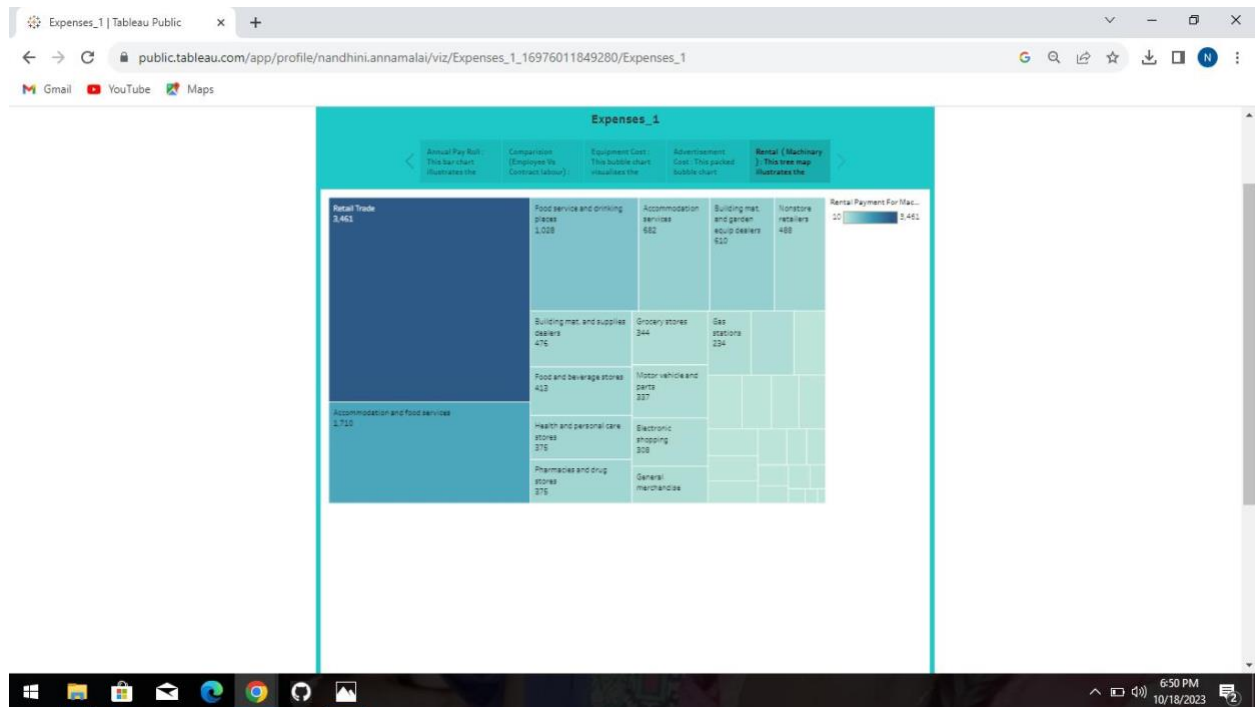 Expenses_1 | Tableau Public
public.tableau.com/app/profile/nandhini.annamalai/viz/Expenses_1_16976011849280/Expenses_1
G
N
Gmail
YouTube
Maps
Expenses_1
Annual Pay Roll :
This bar chart
illustrates the
Comparision
(Employee Vs
Contract labour) :
Equipment Cost :
This bubble chart
visualises the
Advertisement
Cost : This packed
bubble chart
Rental ( Machinary
) : This tree map
illustrates the
Retail Trade
3,461
Food service and drinking
places
1,028
Accommodation
services
682
Building mat.
and garden
equip dealers
610
Nonstore
retailers
488
Rental Payment For Mac...
10
3,461
Building mat. and supplies
dealers
476
Grocery stores
344
Gas
stations
234
Food and beverage stores
413
Motor vehicle and
parts
337
Accommodation and food services
1,710
Health and personal care
stores
376
Electronic
shopping
308
Pharmacies and drug
stores
376
General
merchandise
6:50 PM
10/18/2023
2